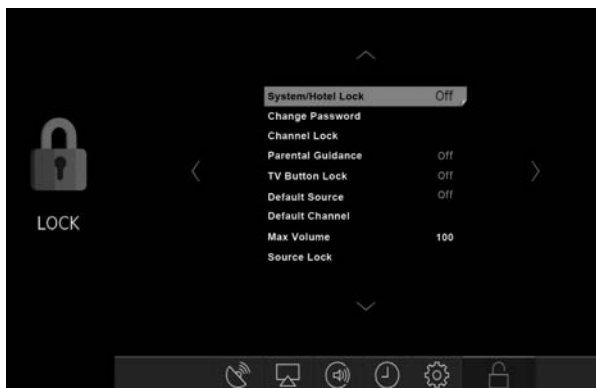 System/Hotel Lock Off
Change Password
Channel Lock
Parental Guidance Off
TV Button Lock Off
Default Source Off
Default Channel
Max Volume 100
Source Lock
LOCK